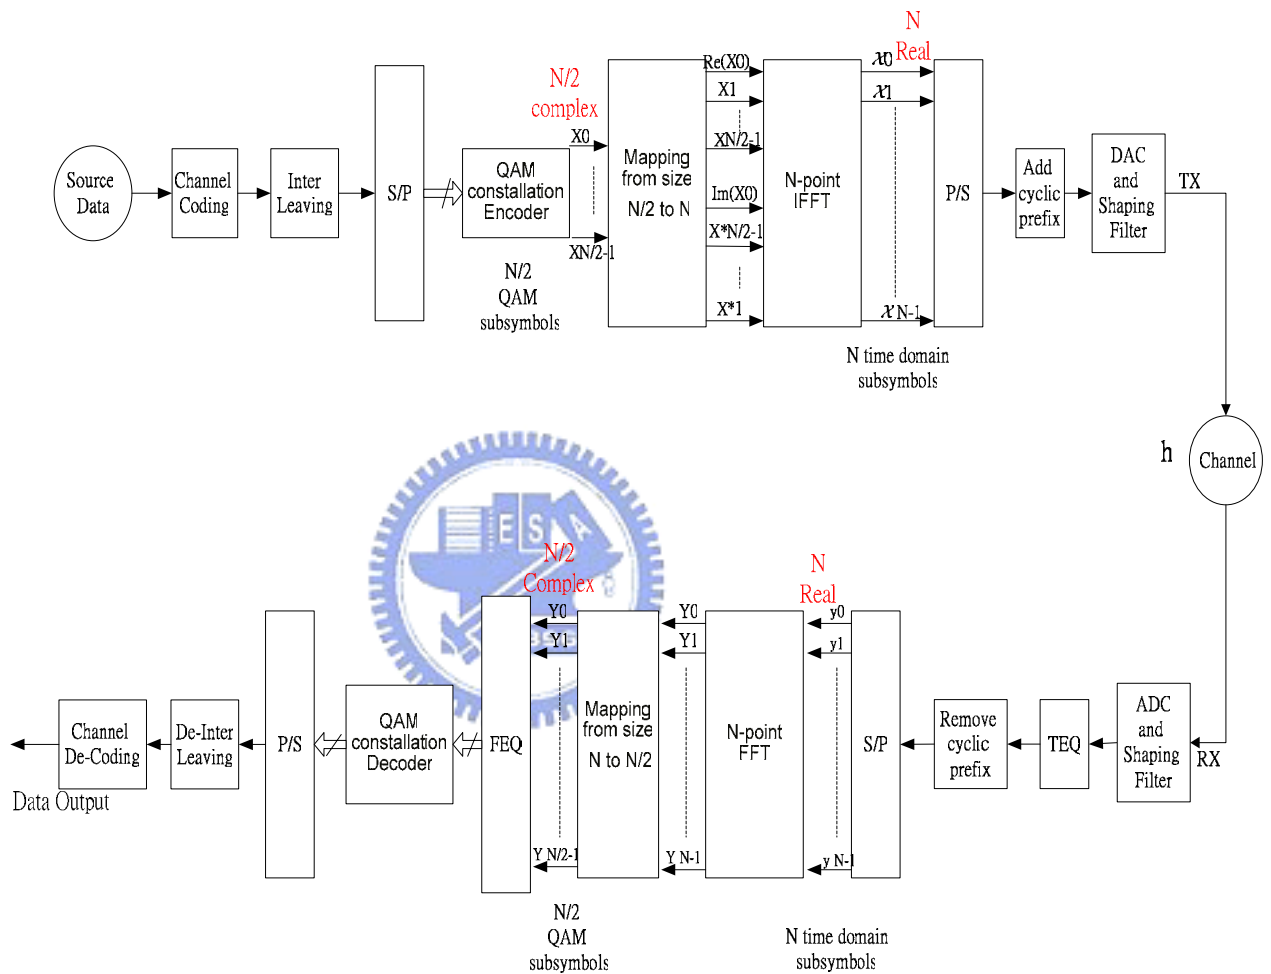 N
Real
N/2
complex
Source
Data
Channel
Coding
Inter
Leaving
S/P
QAM
constallation
Encoder
X0
XN/2-1
N/2
QAM
subsymbols
Mapping
from size
N/2 to N
Re(X0)
X1
XN/2-1
Im(X0)
X*N/2-1
X*1
N-point
IFFT
x0
x1
x N-1
N time domain
subsymbols
P/S
Add
cyclic
prefix
DAC
and
Shaping
Filter
TX
h
Channel
E S A
N/2
Complex
N
Real
Data Output
Channel
De-Coding
De-Inter
Leaving
P/S
QAM
constallation
Decoder
FEQ
Y0
Y1
Y N/2-1
N/2
QAM
subsymbols
Mapping
from size
N to N/2
Y0
Y1
Y N-1
N-point
FFT
y0
y1
y N-1
N time domain
subsymbols
S/P
Remove
cyclic
prefix
TEQ
ADC
and
Shaping
Filter
RX